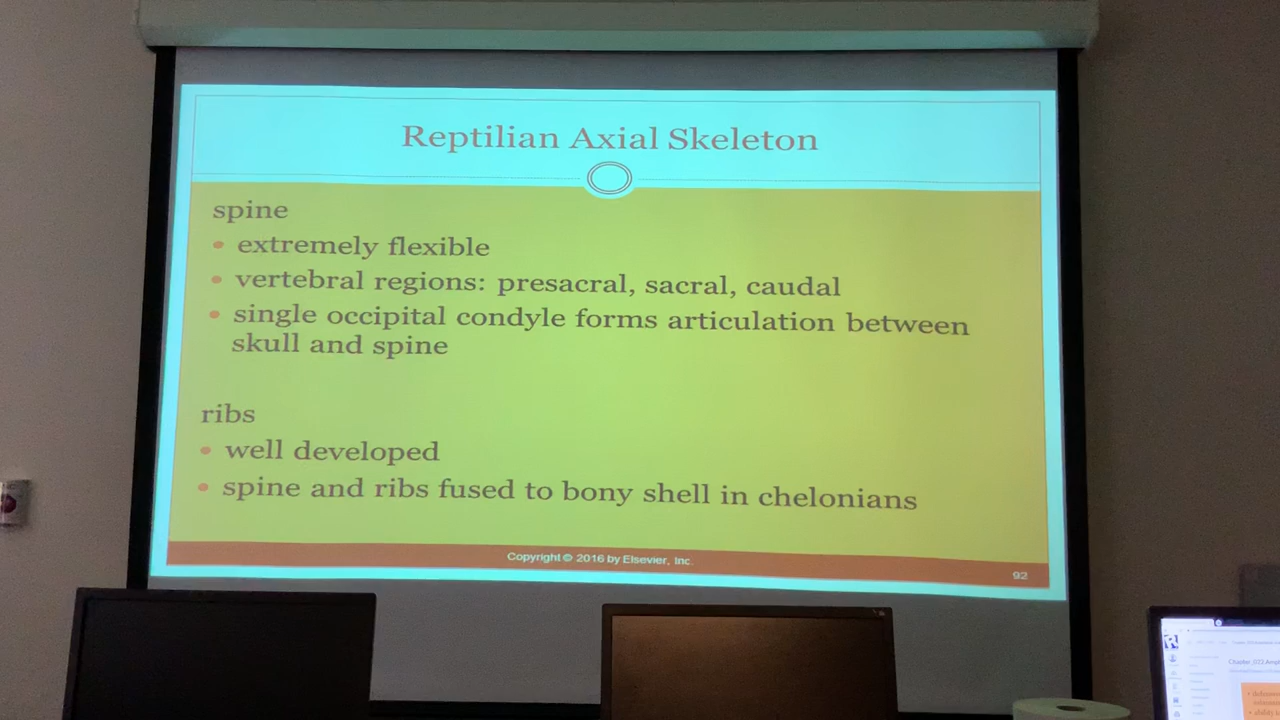 Reptilian Axial Skeleton
spine
• extremely flexible
• vertebral regions: presacral, sacral, caudal
• single occipital condyle forms articulation between
skull and spine
ribs
• well developed
• spine and ribs fused to bony shell in chelonians
Copyright © 2016 by Elsevier, Inc.
92